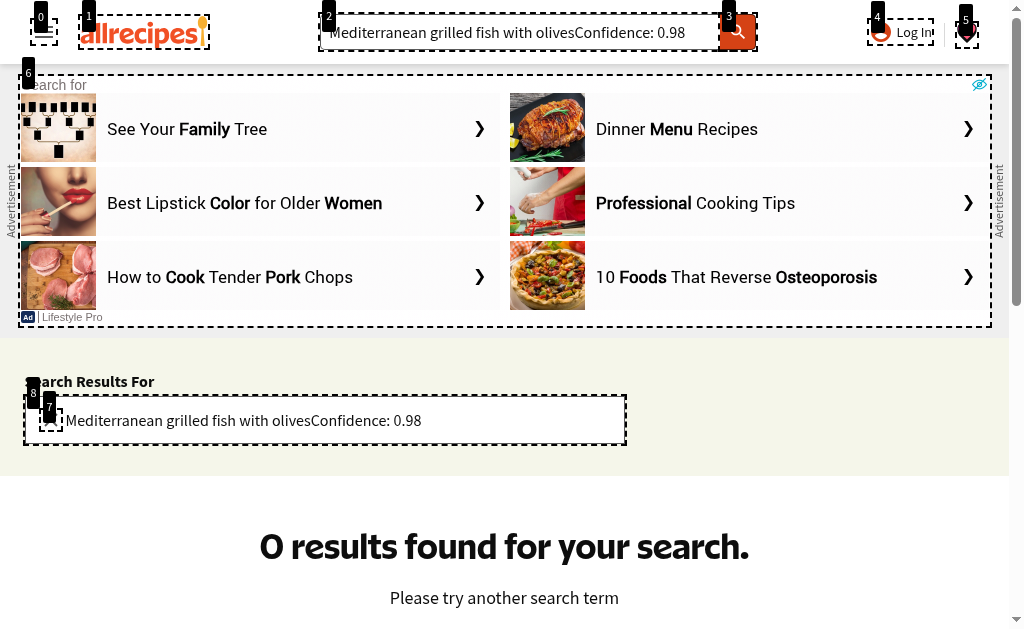 0
1
2
3
4
5
allrecipes
Mediterranean grilled fish with olivesConfidence: 0.98
Log In
6
Search for
Advertisement
See Your Family Tree
Dinner Menu Recipes
Best Lipstick Color for Older Women
Professional Cooking Tips
How to Cook Tender Pork Chops
10 Foods That Reverse Osteoporosis
Ad Lifestyle Pro
Advertisement
Search Results For
8
7
Mediterranean grilled fish with olivesConfidence: 0.98
0 results found for your search.
Please try another search term